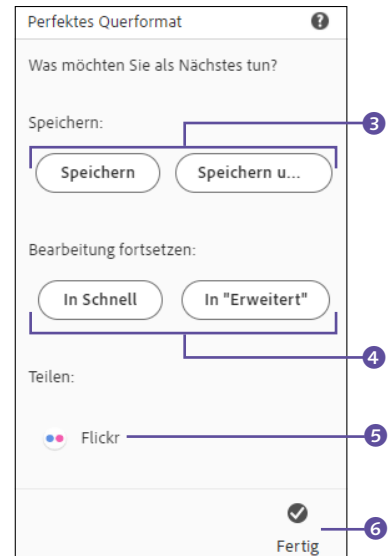 Perfektes Querformat ?
Was möchten Sie als Nächstes tun?
Speichern:
3
Speichern Speichern u...
Bearbeitung fortsetzen:
In Schnell In "Erweitert"
4
Teilen:
Flickr 5
6
Fertig